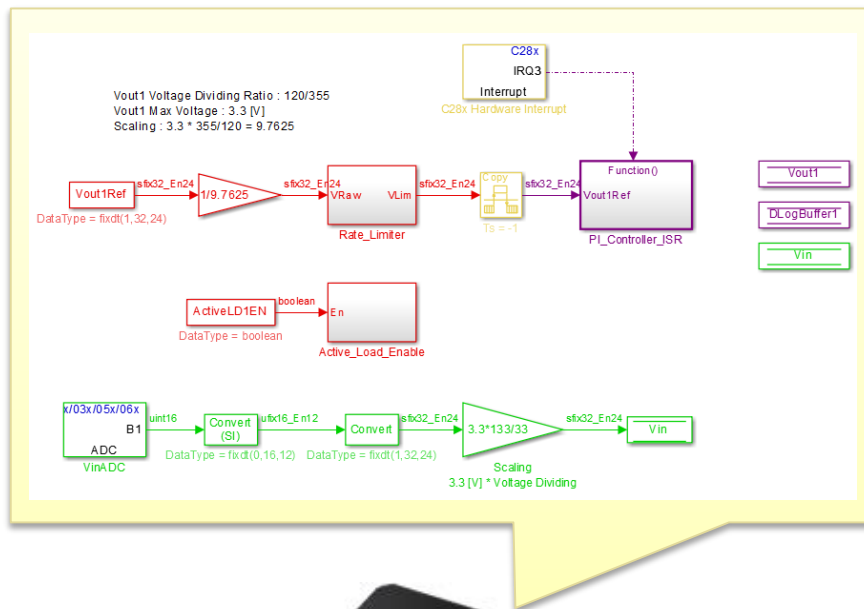 C28x
IRQ3
Interrupt
C28x Hardware Interrupt
Vout1 Voltage Dividing Ratio : 120/355
Vout1 Max Voltage : 3.3 [V]
Scaling : 3.3 * 355/120 = 9.7625
Vout1Ref
sfix32_En24
1/9.7625
sfix32_En24
VRaw VLim
sfix32_En24
Copy
sfix32_En24
Function()
Vout1Ref
DataType = fixdt(1,32,24)
Rate_Limiter
Ts = -1
PI_Controller_ISR
Vout1
DLogBuffer1
Vin
ActiveLD1EN
boolean
En
DataType = boolean
Active_Load_Enable
x/03x/05x/06x
B1
ADC
VinADC
uint16
Convert
(SI)
ufix16_En12
Convert
sfix32_En24
3.3*133/33
sfix32_En24
Vin
DataType = fixdt(0,16,12)
DataType = fixdt(1,32,24)
Scaling
3.3 [V] * Voltage Dividing